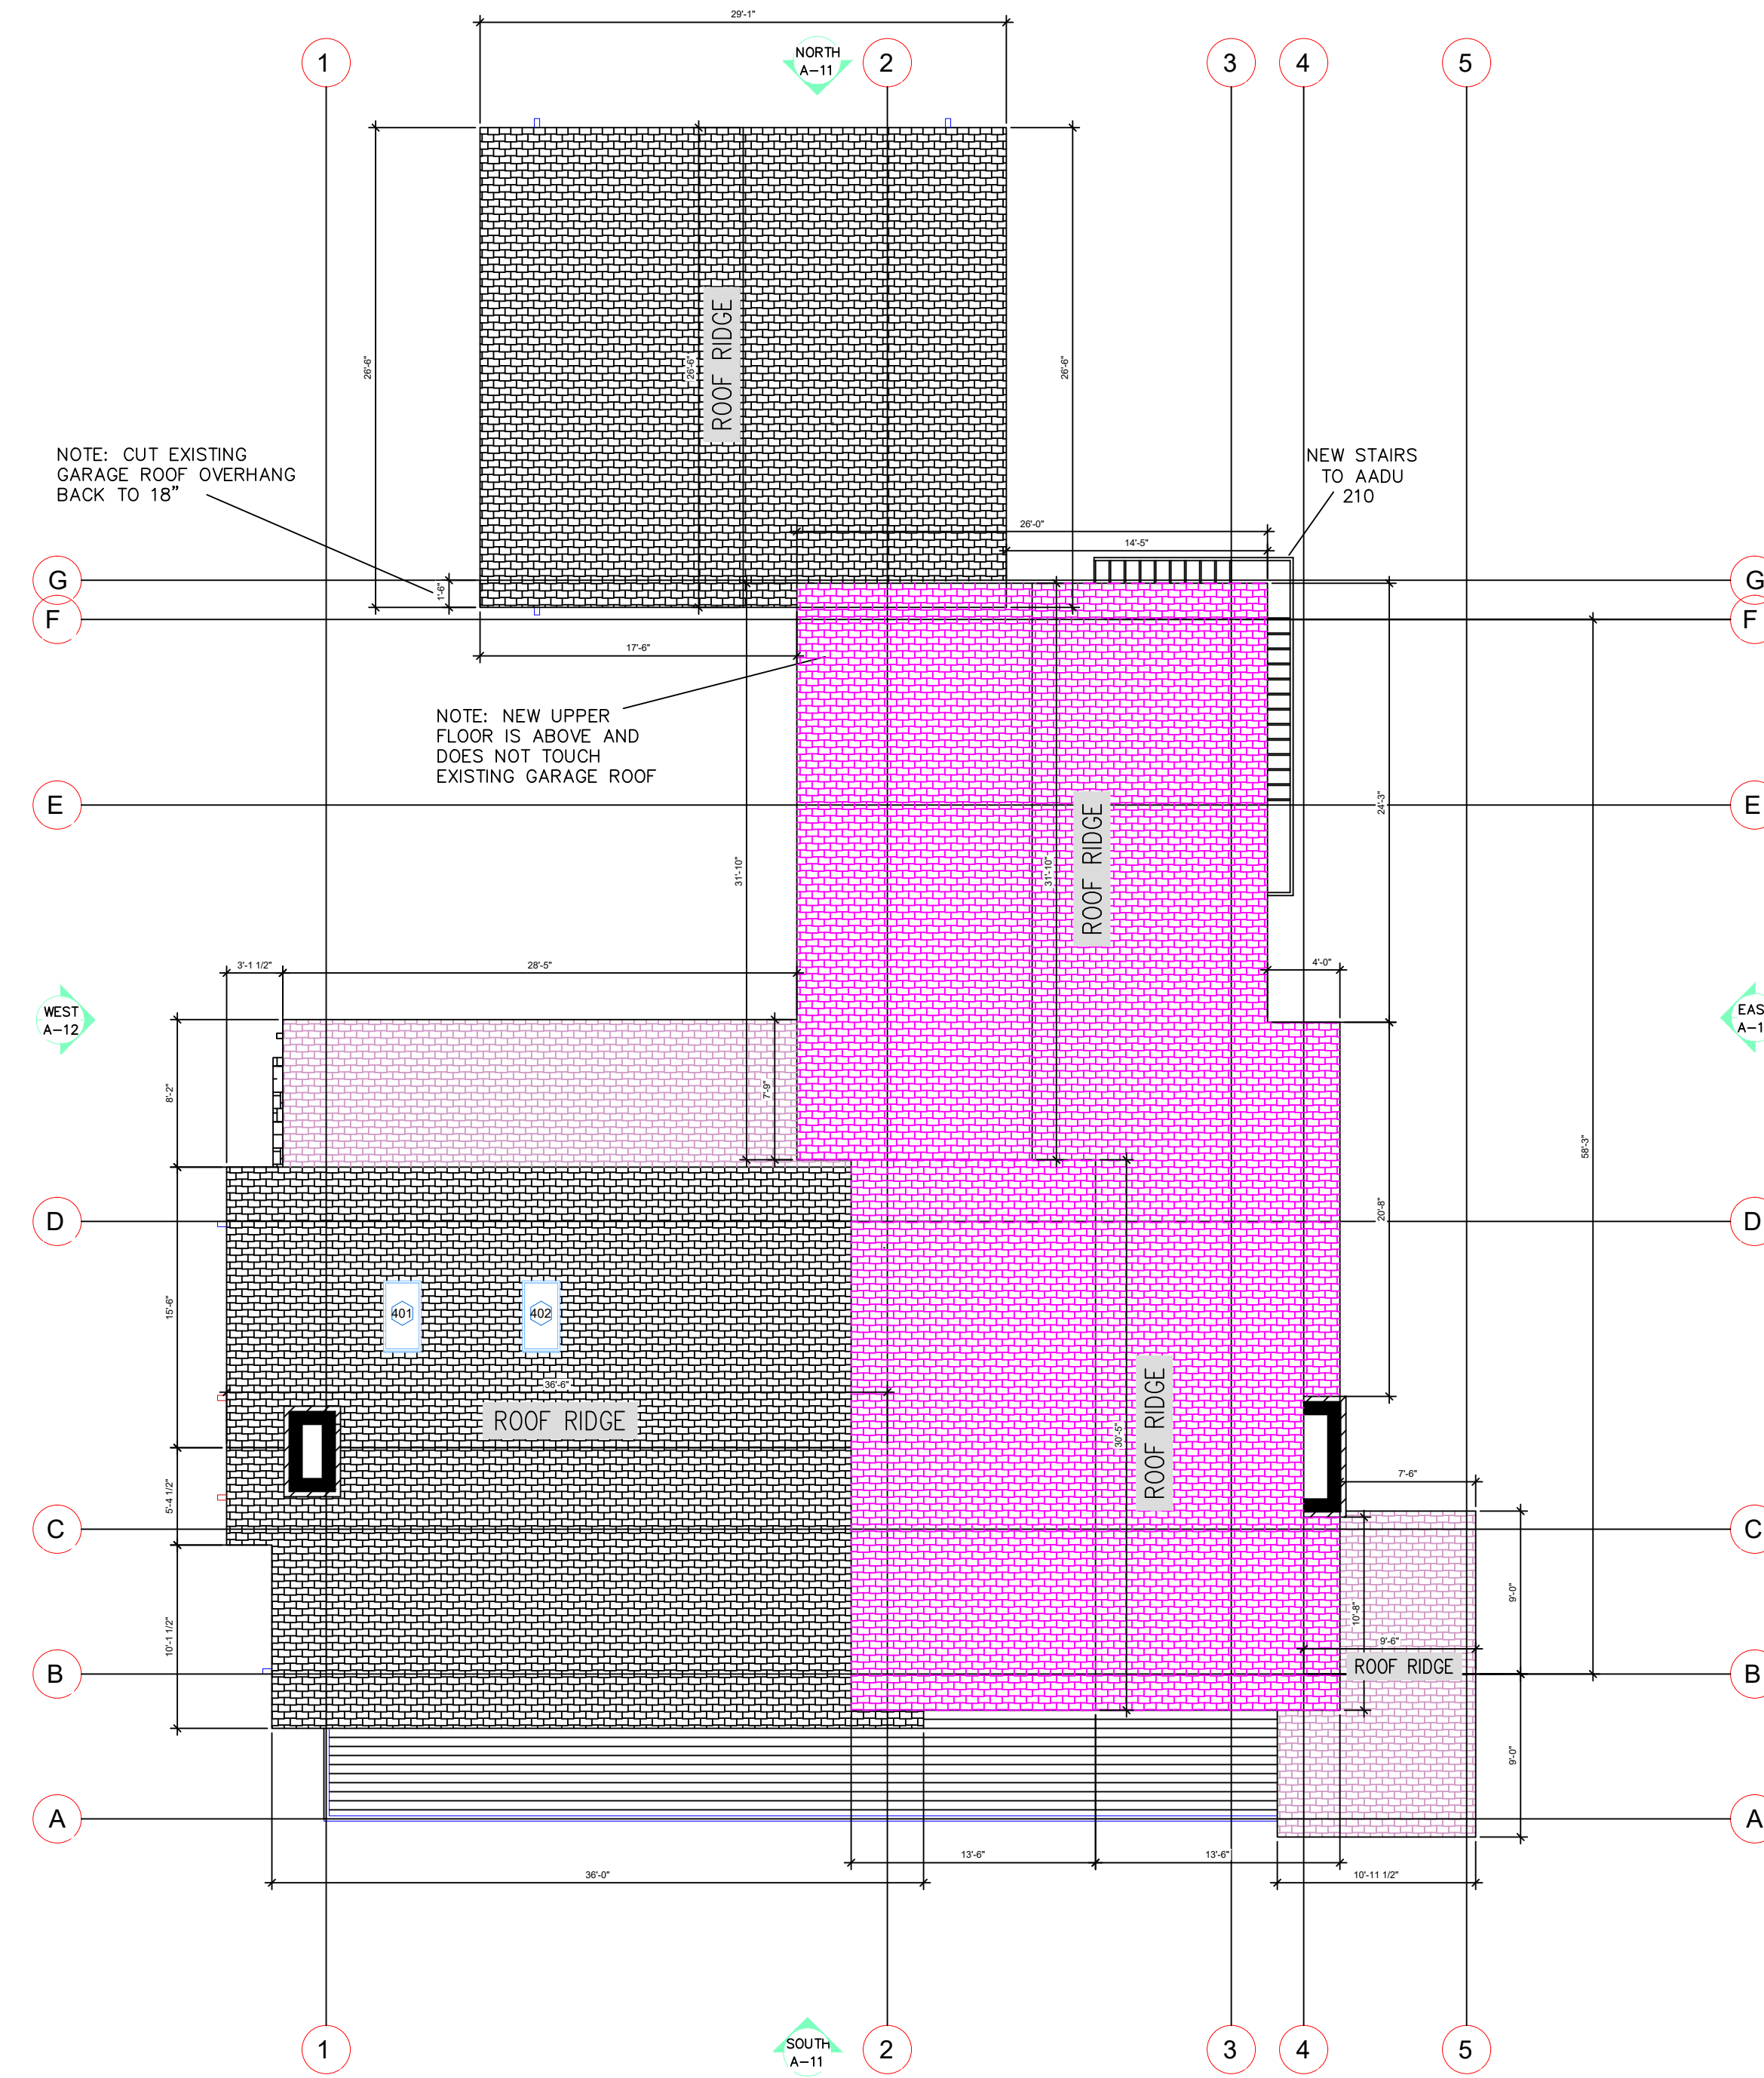 29'-1"
1
NORTH
A-11
2
3
4
5
26'-6"
26'-6"
ROOF RIDGE
26'-6"
NOTE: CUT EXISTING
GARAGE ROOF OVERHANG
BACK TO 18”
NEW STAIRS
TO AADU
210
26'-0"
14'-5"
G
1'-6"
G
F
F
17'-6"
NOTE: NEW UPPER
FLOOR IS ABOVE AND
DOES NOT TOUCH
EXISTING GARAGE ROOF
E
24'-3"
E
31'-10"
31'-10"
ROOF RIDGE
3'-1 1/2"
28'-5"
4'-0"
WEST
A-12
EAS
A-1
8'-2"
7'-9"
58'-3"
D
20'-8"
D
15'-6"
401
402
36'-6"
ROOF RIDGE
30'-5"
ROOF RIDGE
7'-6"
5'-4 1/2"
C
C
9'-0"
10'-1 1/2"
10'-8"
9'-6"
B
ROOF RIDGE
B
9'-0"
A
A
13'-6"
13'-6"
36'-0"
10'-11 1/2"
1
SOUTH
A-11
2
3
4
5